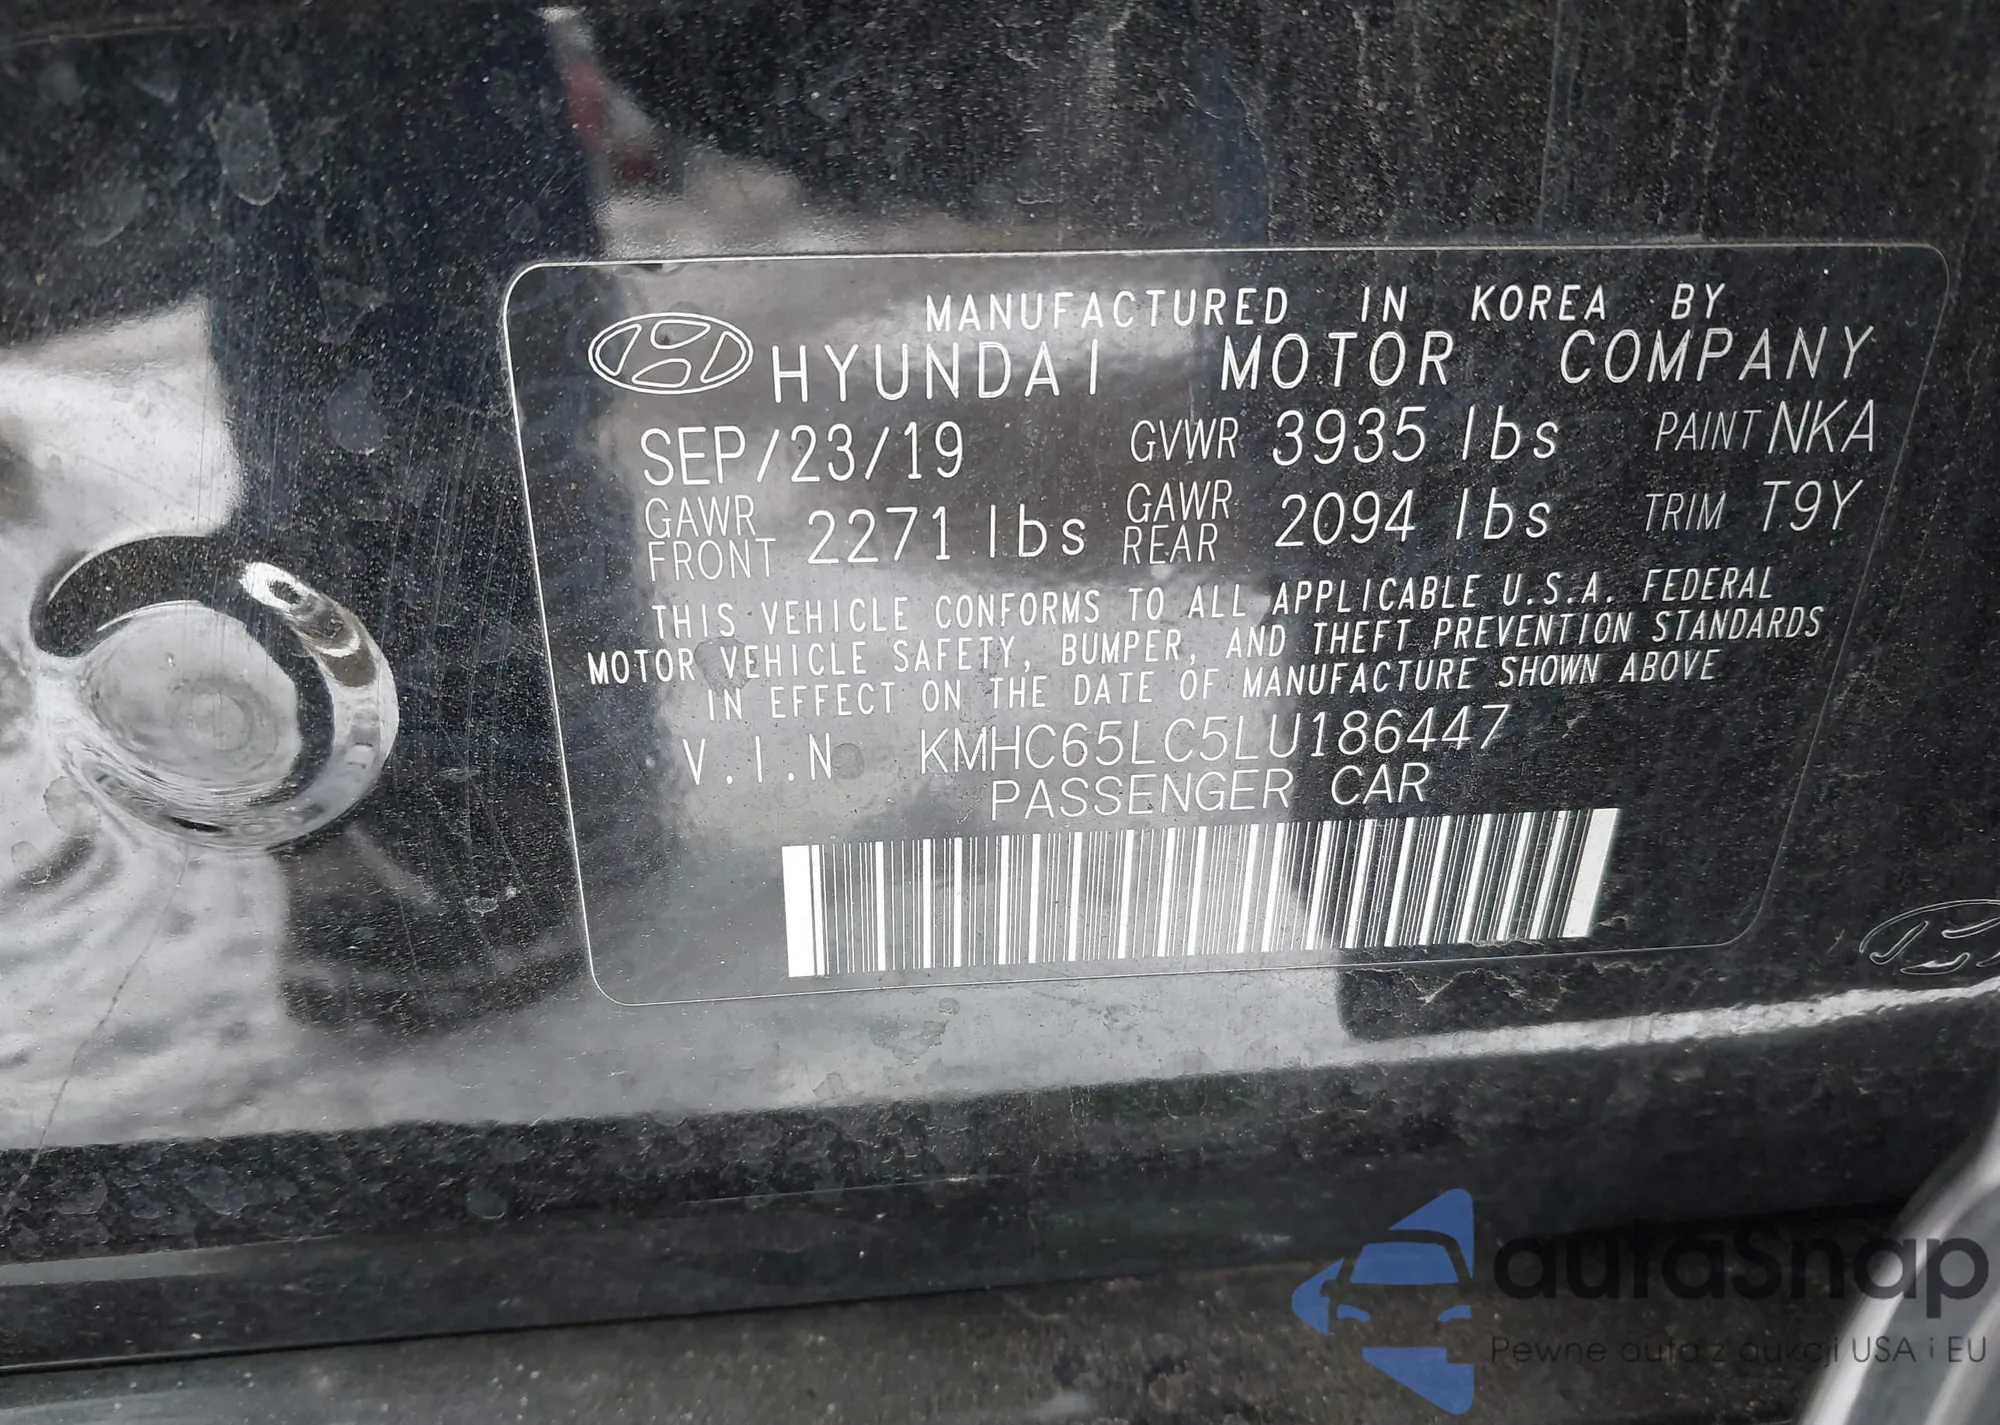 MANUFACTURED IN KOREA BY
HYUNDAI MOTOR COMPANY
SEP/23/19 GVWR 3935 lbs PAINT NKA
GAWR FRONT 2271 lbs GAWR REAR 2094 lbs TRIM T9Y
THIS VEHICLE CONFORMS TO ALL APPLICABLE U.S.A. FEDERAL
MOTOR VEHICLE SAFETY, BUMPER, AND THEFT PREVENTION STANDARDS
IN EFFECT ON THE DATE OF MANUFACTURE SHOWN ABOVE
V.I.N KMHC65LC5LU186447
PASSENGER CAR
autaSnap
Pewne auta z aukcji USA i EU